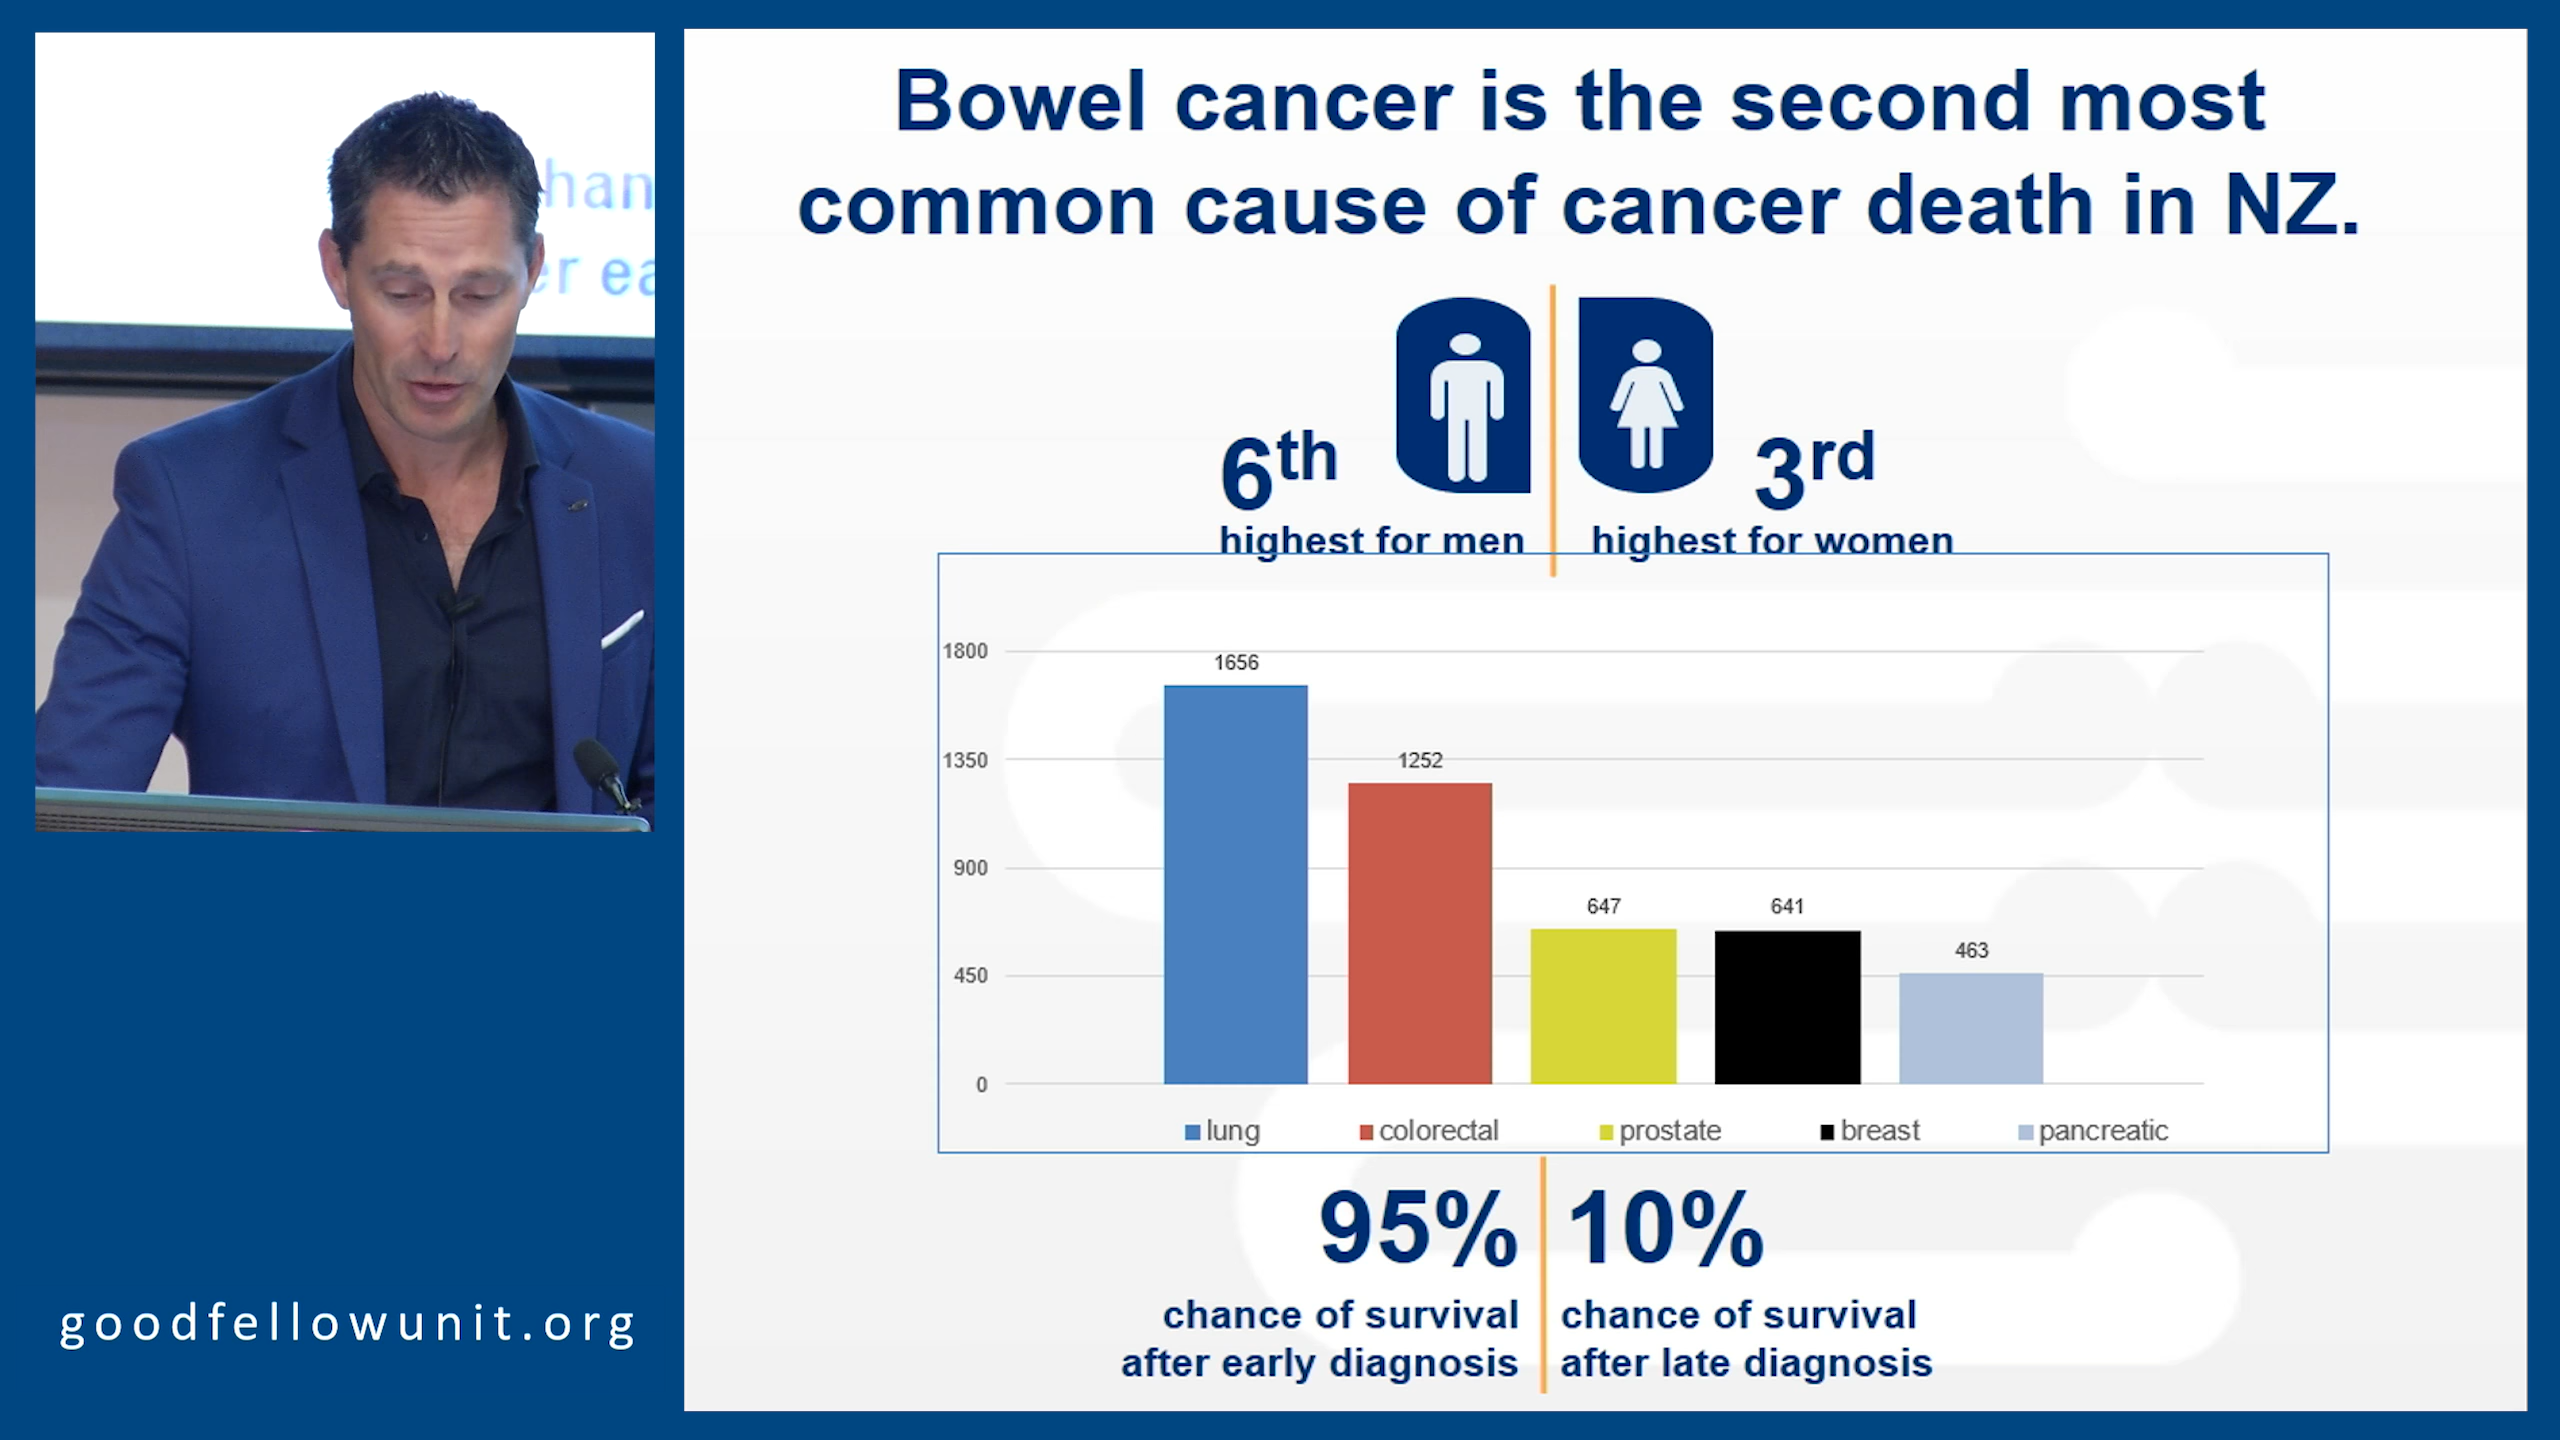 Bowel cancer is the second most
common cause of cancer death in NZ.
6th
highest for men
3rd
highest for women
1800
1350
900
450
0
1656
1252
647
641
463
lung
colorectal
prostate
breast
pancreatic
95%
chance of survival
after early diagnosis
10%
chance of survival
after late diagnosis
goodfellowunit.org